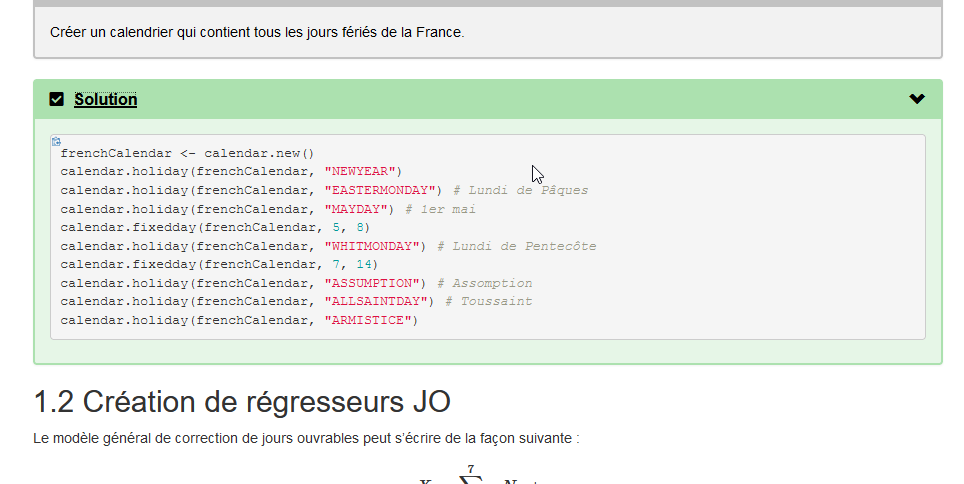 Créer un calendrier qui contient tous les jours fériés de la France.
Solution
frenchCalendar <- calendar.new()
calendar.holiday(frenchCalendar, "NEWYEAR")
calendar.holiday(frenchCalendar, "EASTERMONDAY") # Lundi de Pâques
calendar.holiday(frenchCalendar, "MAYDAY") # 1er mai
calendar.fixedday(frenchCalendar, 5, 8)
calendar.holiday(frenchCalendar, "WHITMONDAY") # Lundi de Pentecôte
calendar.fixedday(frenchCalendar, 7, 14)
calendar.holiday(frenchCalendar, "ASSUMPTION") # Assomption
calendar.holiday(frenchCalendar, "ALLSAINTDAY") # Toussaint
calendar.holiday(frenchCalendar, "ARMISTICE")
1.2 Création de régresseurs JO
Le modèle général de correction de jours ouvrables peut s’écrire de la façon suivante :
7